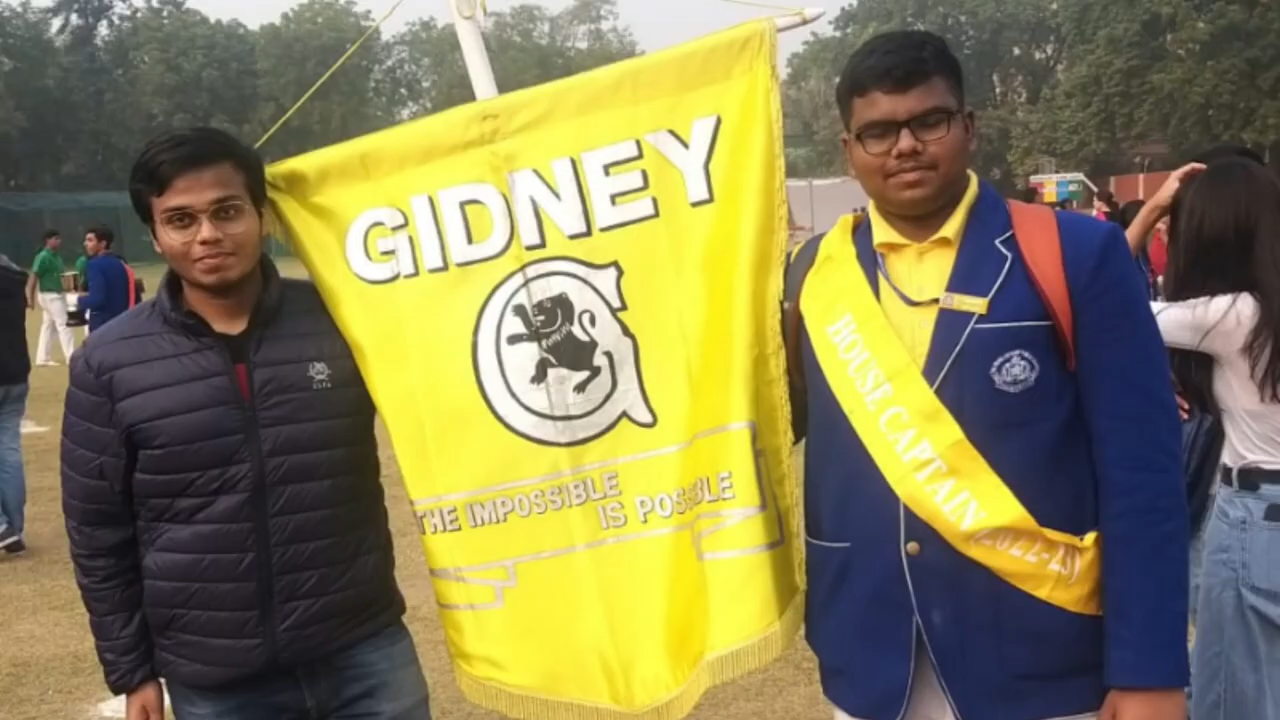 GIDNEY
THE IMPOSSIBLE
IS POSSIBLE
HOUSE CAPTAIN (2022-23)